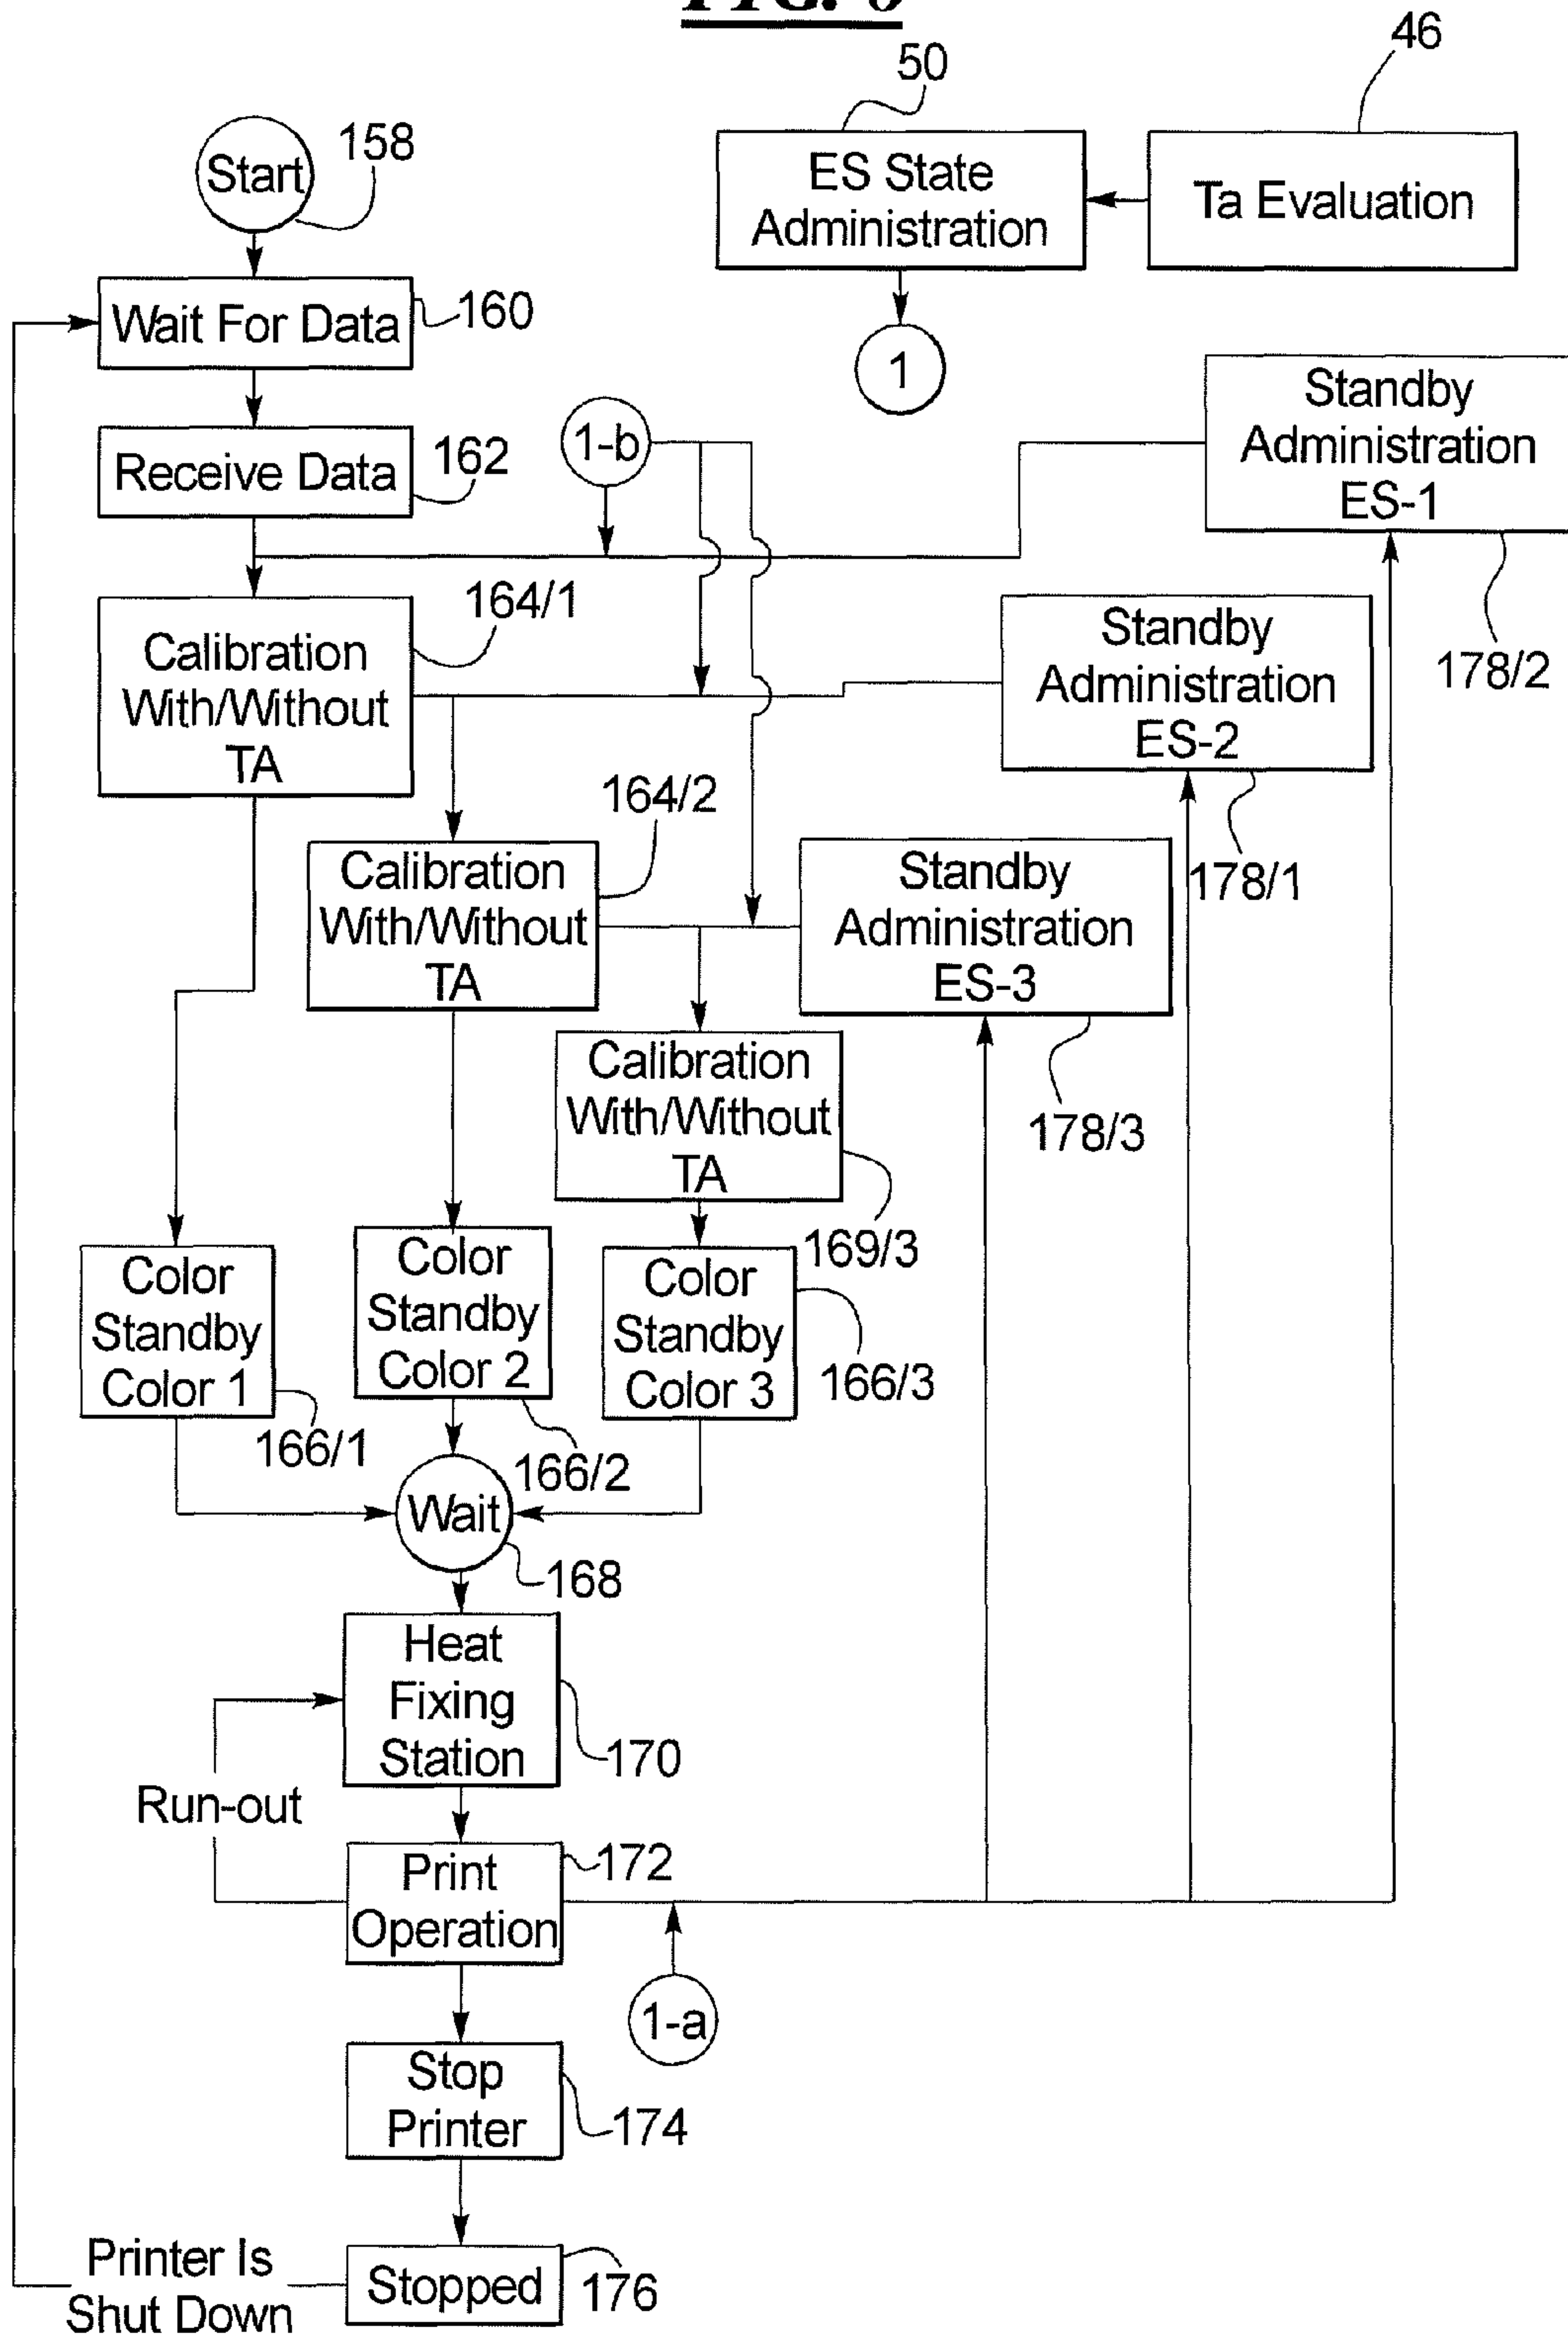 50
46
Start
158
ES State
Administration
Ta Evaluation
Wait For Data
160
1
Standby
Administration
ES-1
1-b
Receive Data
162
164/1
Calibration
With/Without
TA
Standby
Administration
ES-2
178/2
164/2
Calibration
With/Without
TA
Standby
Administration
ES-3
178/1
Calibration
With/Without
TA
178/3
169/3
Color
Standby
Color 1
Color
Standby
Color 2
Color
Standby
Color 3
166/3
166/1
166/2
Wait
168
Heat
Fixing
Station
170
Run-out
Print
Operation
172
1-a
Stop
Printer
174
Printer Is
Shut Down
Stopped
176